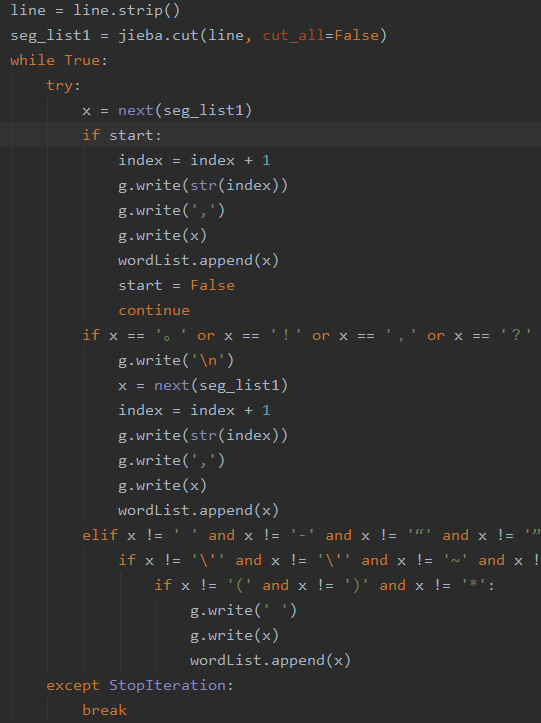 line = line.strip()
seg_list1 = jieba.cut(line, cut_all=False)
while True:
    try:
        x = next(seg_list1)
        if start:
            index = index + 1
            g.write(str(index))
            g.write(',')
            g.write(x)
            wordList.append(x)
            start = False
            continue
        if x == '。' or x == '！' or x == '，' or x == '？'
            g.write('\n')
            x = next(seg_list1)
            index = index + 1
            g.write(str(index))
            g.write(',')
            g.write(x)
            wordList.append(x)
        elif x != ' ' and x != '-' and x != '“' and x != '”
            if x != '\'' and x != '\'' and x != '~' and x !
                if x != '(' and x != ')' and x != '*':
                    g.write(' ')
                    g.write(x)
                    wordList.append(x)
    except StopIteration:
        break